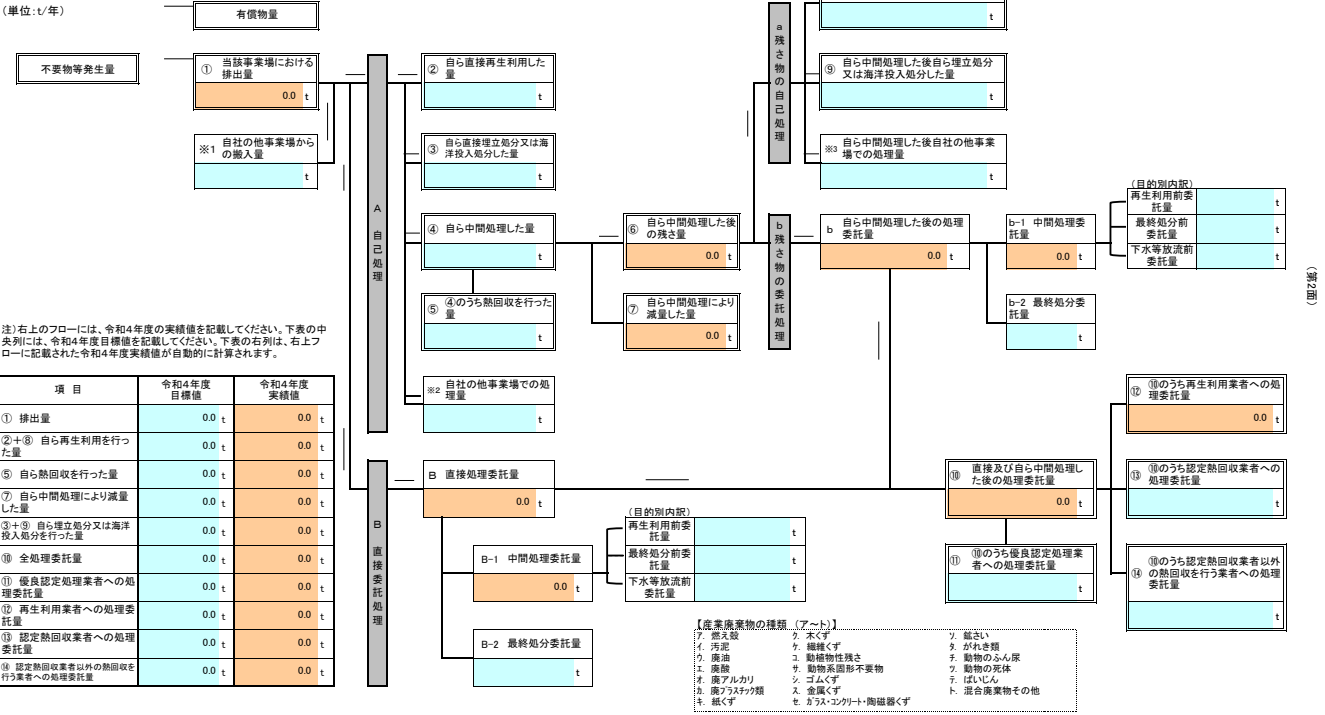 （単位:t/年）
有償物量
t
不要物等発生量
① 当該事業場における
排出量
0.0 t
※1 自社の他事業場から
の搬入量
t
A 自己処理
② 自ら直接再生利用した
量
t
③ 自ら直接埋立処分又は海
洋投入処分した量
t
④ 自ら中間処理した量
t
⑤ ④のうち熱回収を行った
量
t
※2 自社の他事業場での処
理量
t
⑥ 自ら中間処理した後
の残さ量
0.0 t
⑦ 自ら中間処理により
減量した量
0.0 t
a 残さ物の自己処理
⑨ 自ら中間処理した後自ら埋立処分
又は海洋投入処分した量
t
※3 自ら中間処理した後自社の他事業
場での処理量
t
b 残さ物の委託処理
b 自ら中間処理した後の処理
委託量
0.0 t
b-1 中間処理委
託量
0.0 t
（目的別内訳）
再生利用前委
託量
t
最終処分前
委託量
t
下水等放流前
委託量
t
b-2 最終処分委
託量
t
（第2面）
注）右上のフローには、令和4年度の実績値を記載してください。下表の中
央列には、令和4年度目標値を記載してください。下表の右列は、右上フ
ローに記載された令和4年度実績値が自動的に計算されます。
項 目 令和4年度
目標値 令和4年度
実績値
① 排出量 0.0 t 0.0 t
②＋⑧ 自ら再生利用を行っ
た量 0.0 t 0.0 t
⑤ 自ら熱回収を行った量 0.0 t 0.0 t
⑦ 自ら中間処理により減量
した量 0.0 t 0.0 t
③＋⑨ 自ら埋立処分又は海洋
投入処分を行った量 0.0 t 0.0 t
⑩ 全処理委託量 0.0 t 0.0 t
⑪ 優良認定処理業者への処
理委託量 0.0 t 0.0 t
⑫ 再生利用業者への処理委
託量 0.0 t 0.0 t
⑬ 認定熱回収業者への処理
委託量 0.0 t 0.0 t
⑭ 認定熱回収業者以外の熱回収を
行う業者への処理委託量 0.0 t 0.0 t
B 直接委託処理
B 直接処理委託量
0.0 t
B-1 中間処理委託量
0.0 t
（目的別内訳）
再生利用前委
託量
t
最終処分前委
託量
t
下水等放流前
委託量
t
B-2 最終処分委託量
t
⑩ 直接及び自ら中間処理し
た後の処理委託量
0.0 t
⑪ ⑩のうち優良認定処理業
者への処理委託量
t
⑫ ⑩のうち再生利用業者への処
理委託量
0.0 t
⑬ ⑩のうち認定熱回収業者への
処理委託量
t
⑭ ⑩のうち認定熱回収業者以外
の熱回収を行う業者への処理
委託量
t
【産業廃棄物の種類 （ア～ト）】
ア. 燃え殻 ク. 木くず ソ. 鉱さい
イ. 汚泥 ケ. 繊維くず タ. がれき類
ウ. 廃油 コ. 動植物性残さ チ. 動物のふん尿
エ. 廃酸 サ. 動物系固形不要物 ツ. 動物の死体
オ. 廃アルカリ シ. ゴムくず テ. ばいじん
カ. 廃プラスチック類 ス. 金属くず ト. 混合廃棄物その他
キ. 紙くず セ. ガラス・コンクリート・陶磁器くず